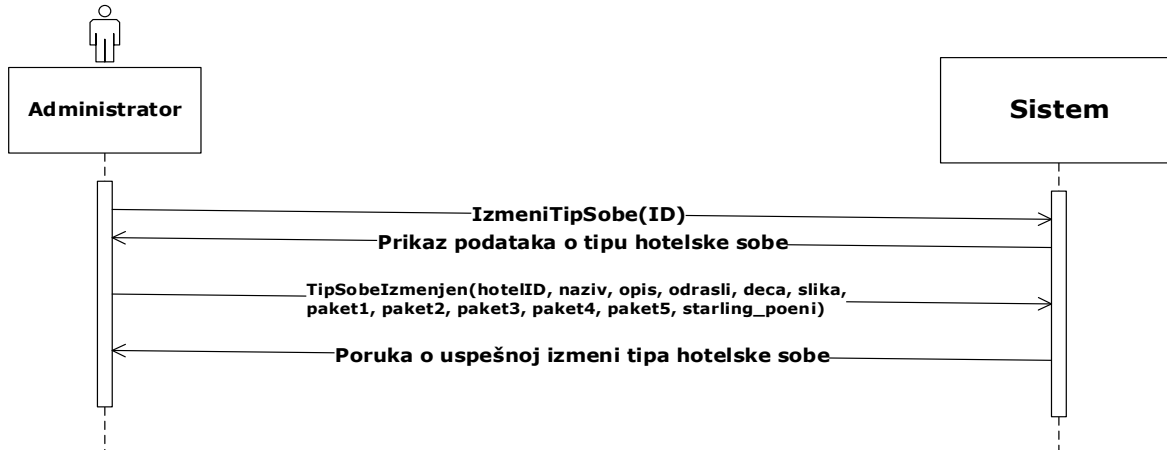 Administrator
Sistem
IzmeniTipSobe(ID)
Prikaz podataka o tipu hotelske sobe
TipSobeIzmenjen(hotelID, naziv, opis, odrasli, deca, slika,
paket1, paket2, paket3, paket4, paket5, starling_poeni)
Poruka o uspešnoj izmeni tipa hotelske sobe